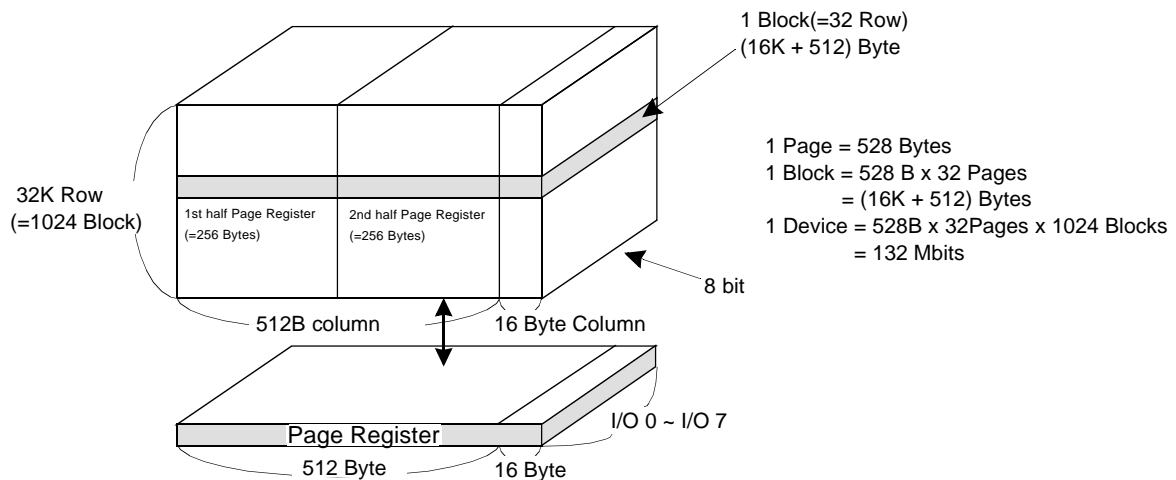 1 Block(=32 Row)
(16K + 512) Byte
1 Page = 528 Bytes
1 Block = 528 B x 32 Pages
= (16K + 512) Bytes
1 Device = 528B x 32Pages x 1024 Blocks
= 132 Mbits
32K Row
(=1024 Block)
1st half Page Register
(=256 Bytes)
2nd half Page Register
(=256 Bytes)
8 bit
512B column
16 Byte Column
I/O 0 ~ I/O 7
Page Register
512 Byte
16 Byte